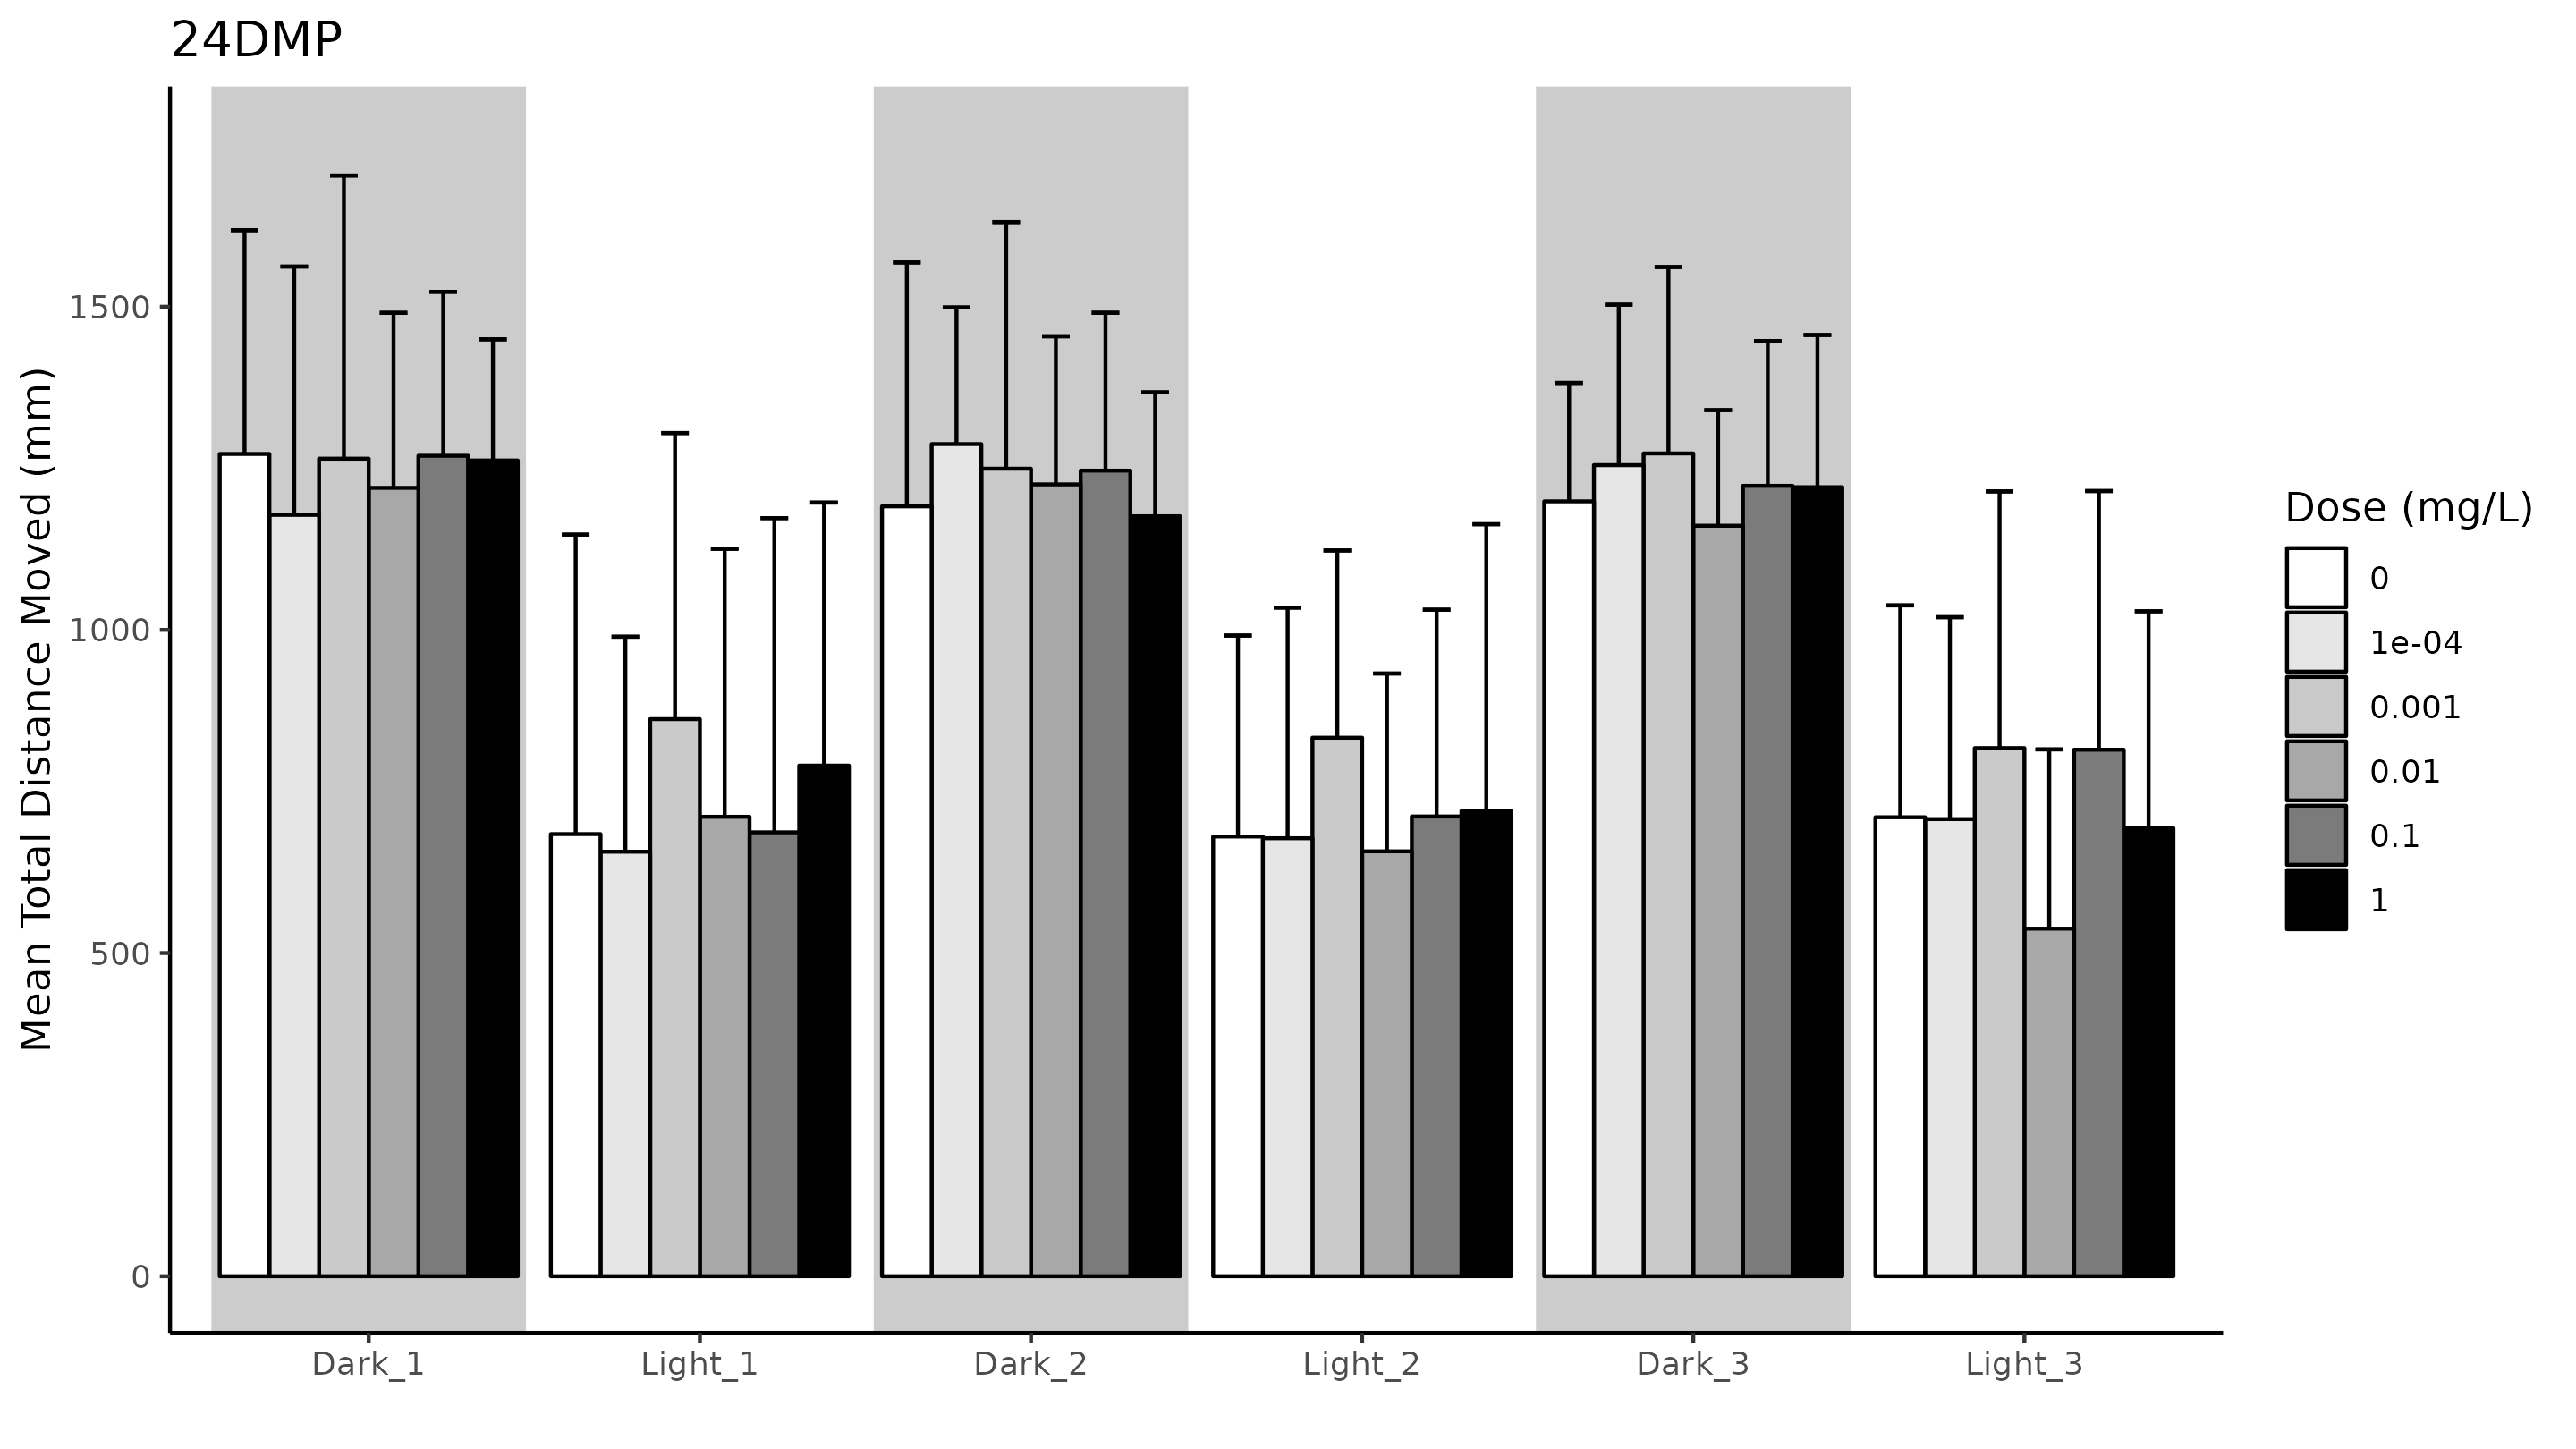 24DMP
Mean Total Distance Moved (mm)
1500
1000
500
0
Dark_1
Light_1
Dark_2
Light_2
Dark_3
Light_3
Dose (mg/L)
0
1e-04
0.001
0.01
0.1
1